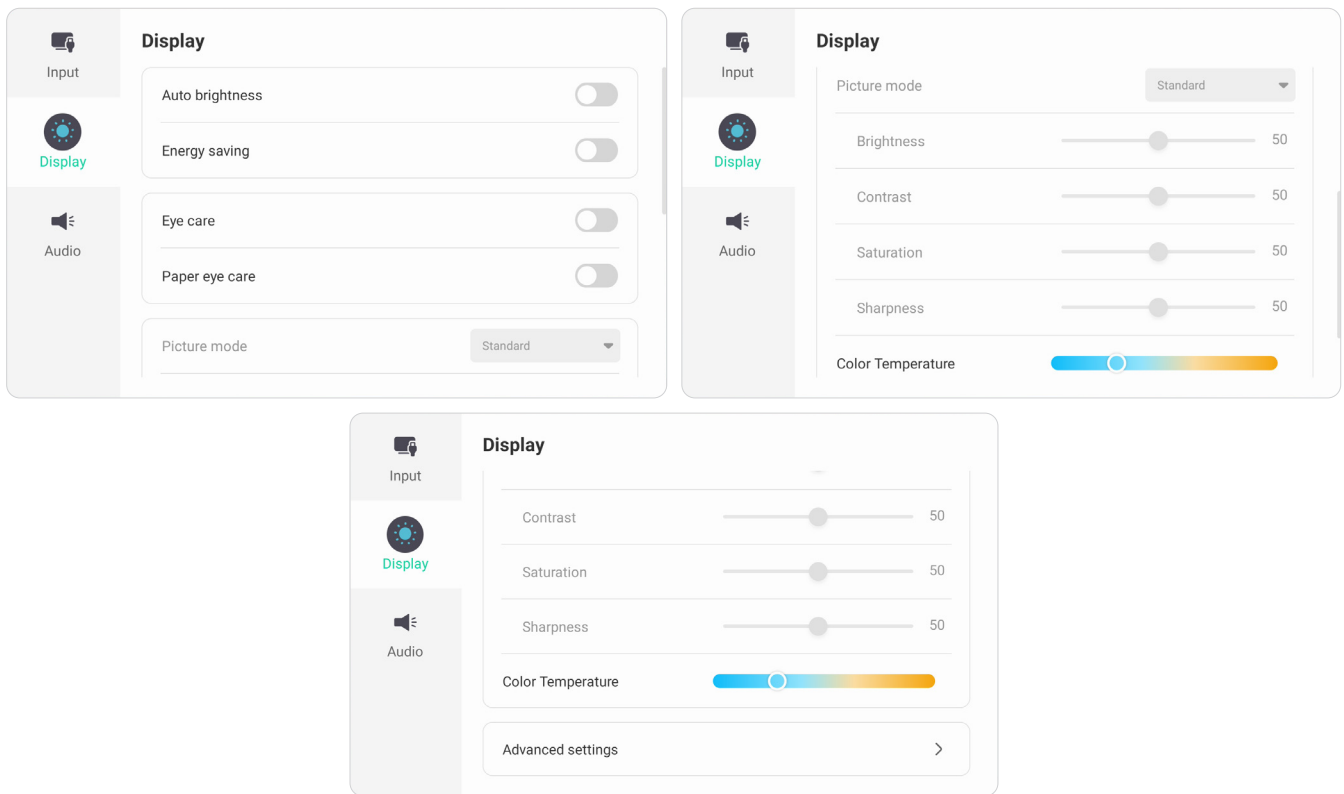 Display
Input
Auto brightness
Energy saving
Display
Eye care
Audio
Paper eye care
Picture mode Standard
Display
Input
Picture mode Standard
Brightness 50
Display
Contrast 50
Audio
Saturation 50
Sharpness 50
Color Temperature
Display
Input
Contrast 50
Display
Saturation 50
Sharpness 50
Audio
Color Temperature
Advanced settings